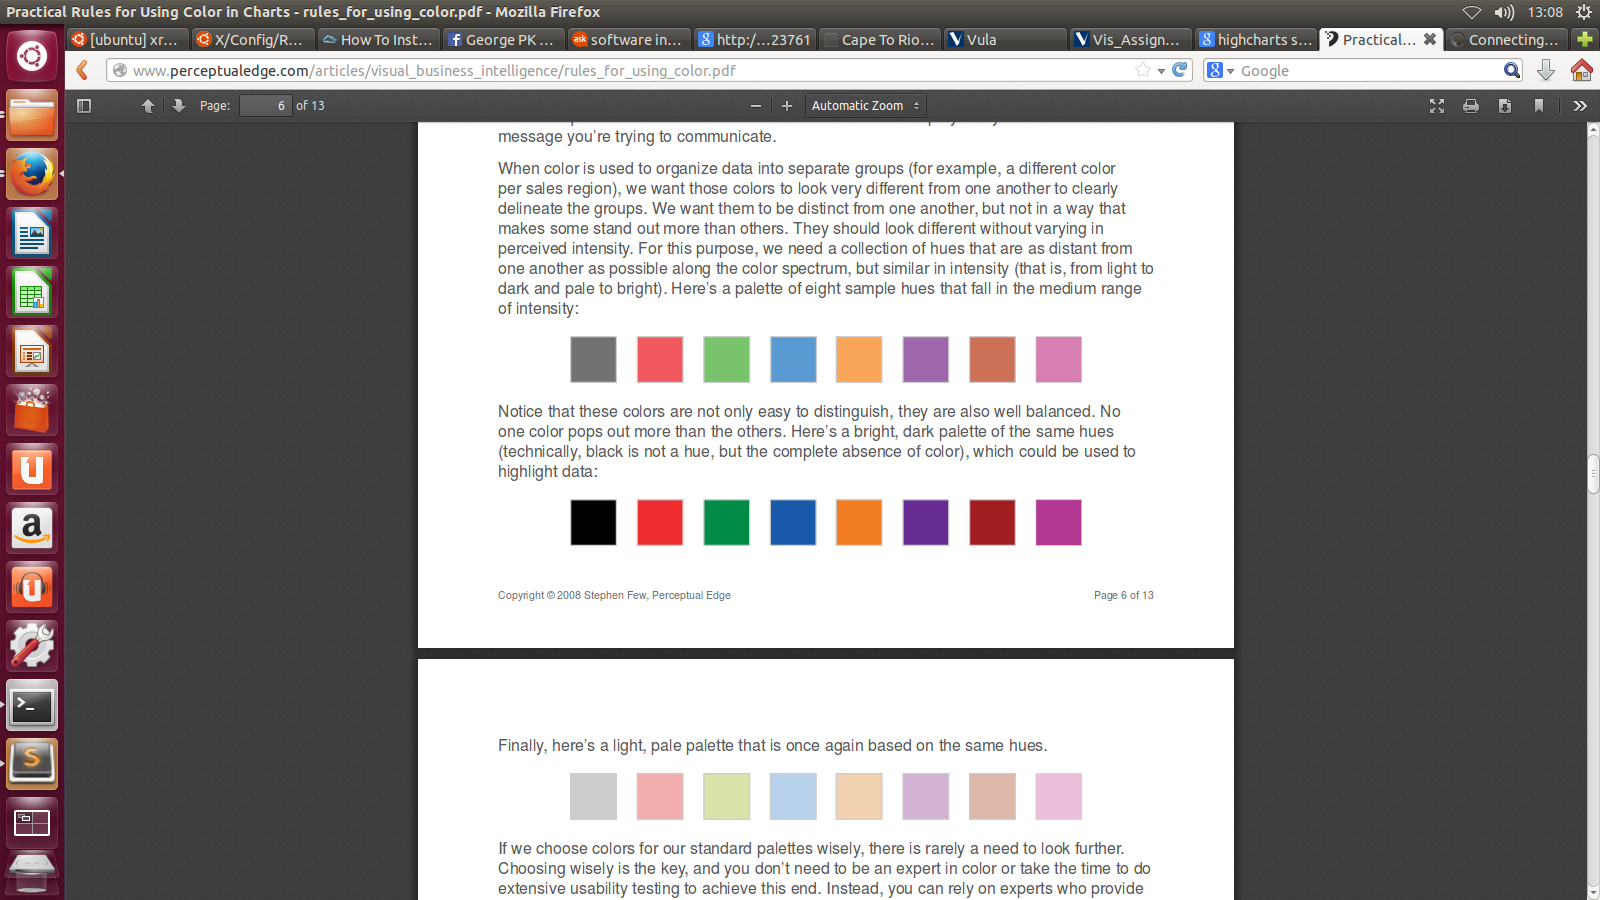 Practical Rules for Using Color in Charts - rules_for_using_color.pdf - Mozilla Firefox
13:08
[ubuntu] xr...
X/Config/R...
How To Inst...
George PK ...
software in...
http:/...23761
Cape To Rio...
Vula
Vis_Assign...
highcharts s...
Practical...
Connecting...
www.perceptualedge.com/articles/visual_business_intelligence/rules_for_using_color.pdf
Google
Page: 6 of 13
Automatic Zoom
message you're trying to communicate.
When color is used to organize data into separate groups (for example, a different color
per sales region), we want those colors to look very different from one another to clearly
delineate the groups. We want them to be distinct from one another, but not in a way that
makes some stand out more than others. They should look different without varying in
perceived intensity. For this purpose, we need a collection of hues that are as distant from
one another as possible along the color spectrum, but similar in intensity (that is, from light to
dark and pale to bright). Here's a palette of eight sample hues that fall in the medium range
of intensity:
Notice that these colors are not only easy to distinguish, they are also well balanced. No
one color pops out more than the others. Here's a bright, dark palette of the same hues
(technically, black is not a hue, but the complete absence of color), which could be used to
highlight data:
Copyright © 2008 Stephen Few, Perceptual Edge
Page 6 of 13
Finally, here's a light, pale palette that is once again based on the same hues.
If we choose colors for our standard palettes wisely, there is rarely a need to look further.
Choosing wisely is the key, and you don't need to be an expert in color or take the time to do
extensive usability testing to achieve this end. Instead, you can rely on experts who provide